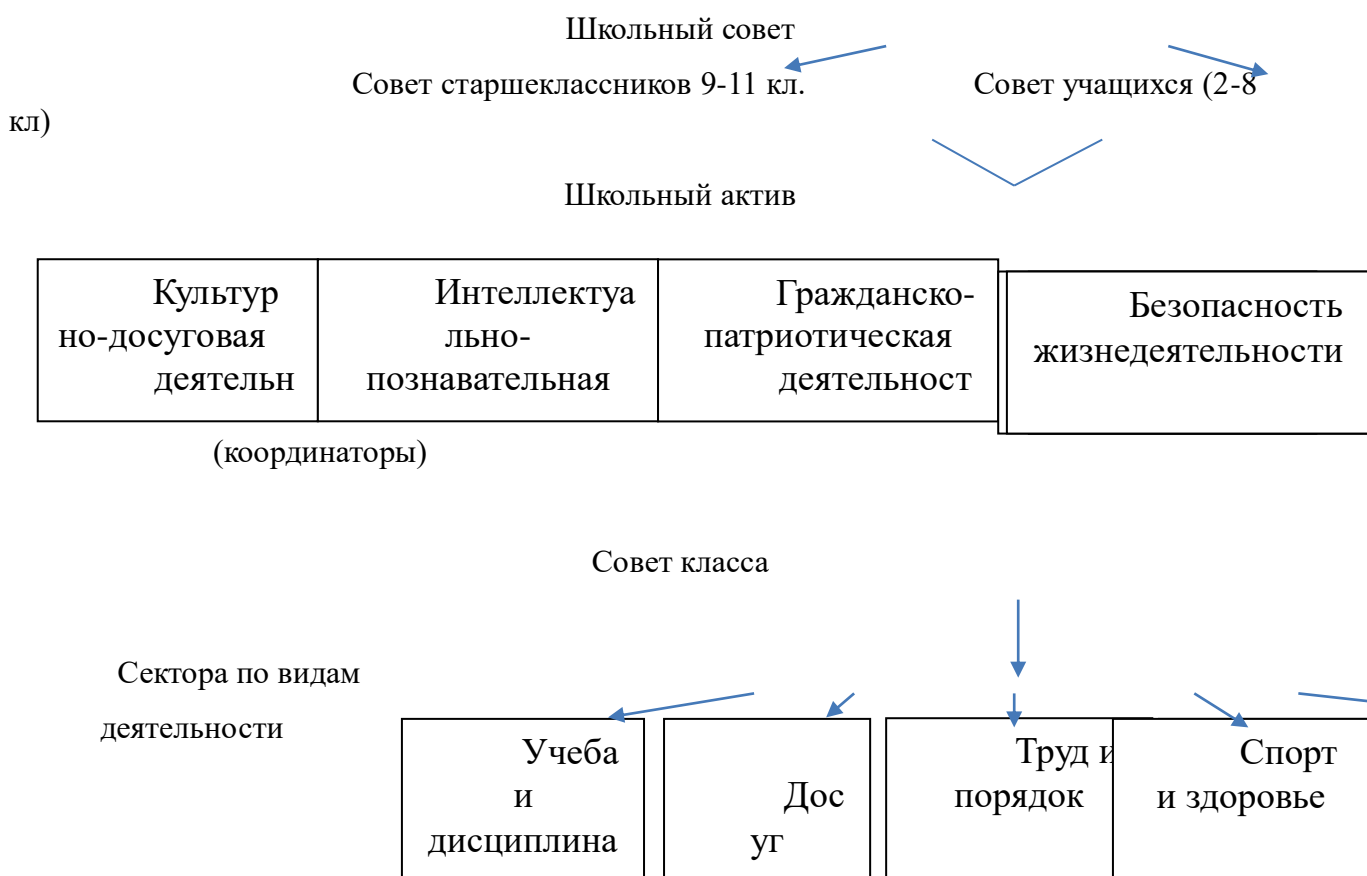 Школьный совет
Совет старшеклассников 9-11 кл. Совет учащихся (2-8
кл)
Школьный актив
Культур
но-досуговая
деятельн
Интеллектуа
льно-
познавательная
Гражданско-
патриотическая
деятельност
Безопасность
жизнедеятельности
(координаторы)
Совет класса
Сектора по видам
деятельности
Учеба
и
дисциплина
Дос
уг
Труд и
порядок
Спорт
и здоровье